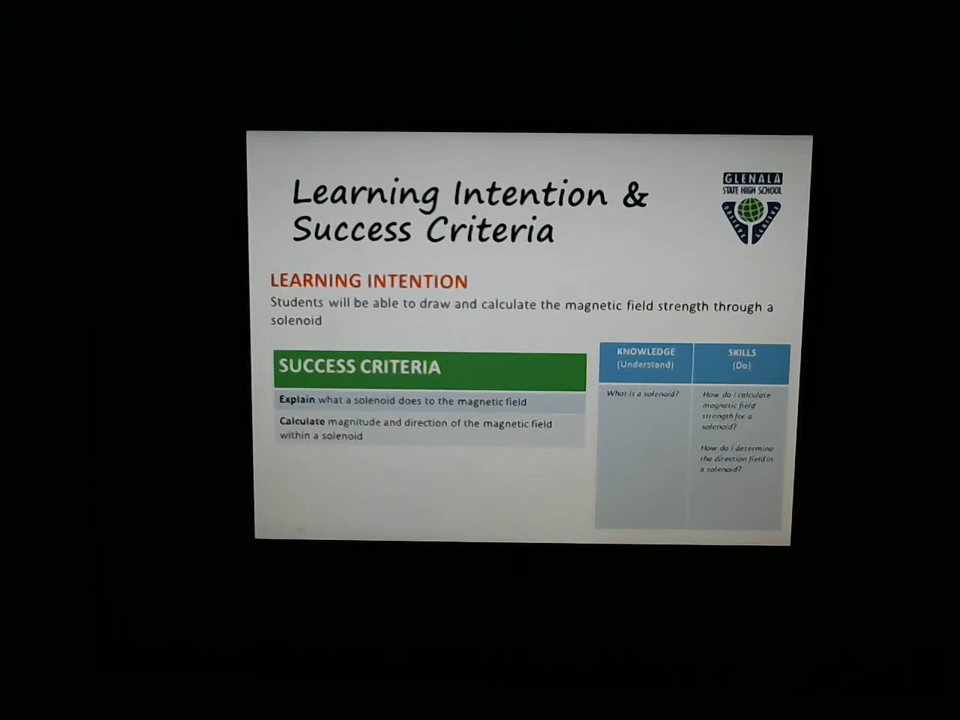 Learning Intention &
Success Criteria
GLENALA
STATE HIGH SCHOOL
LEARNING INTENTION
Students will be able to draw and calculate the magnetic field strength through a
solenoid
SUCCESS CRITERIA
Explain what a solenoid does to the magnetic field
Calculate magnitude and direction of the magnetic field
within a solenoid
KNOWLEDGE
(Understand)
What is a solenoid?
SKILLS
(Do)
How do I calculate
magnetic field
strength for a
solenoid?
How do I determine
the direction field in
a solenoid?